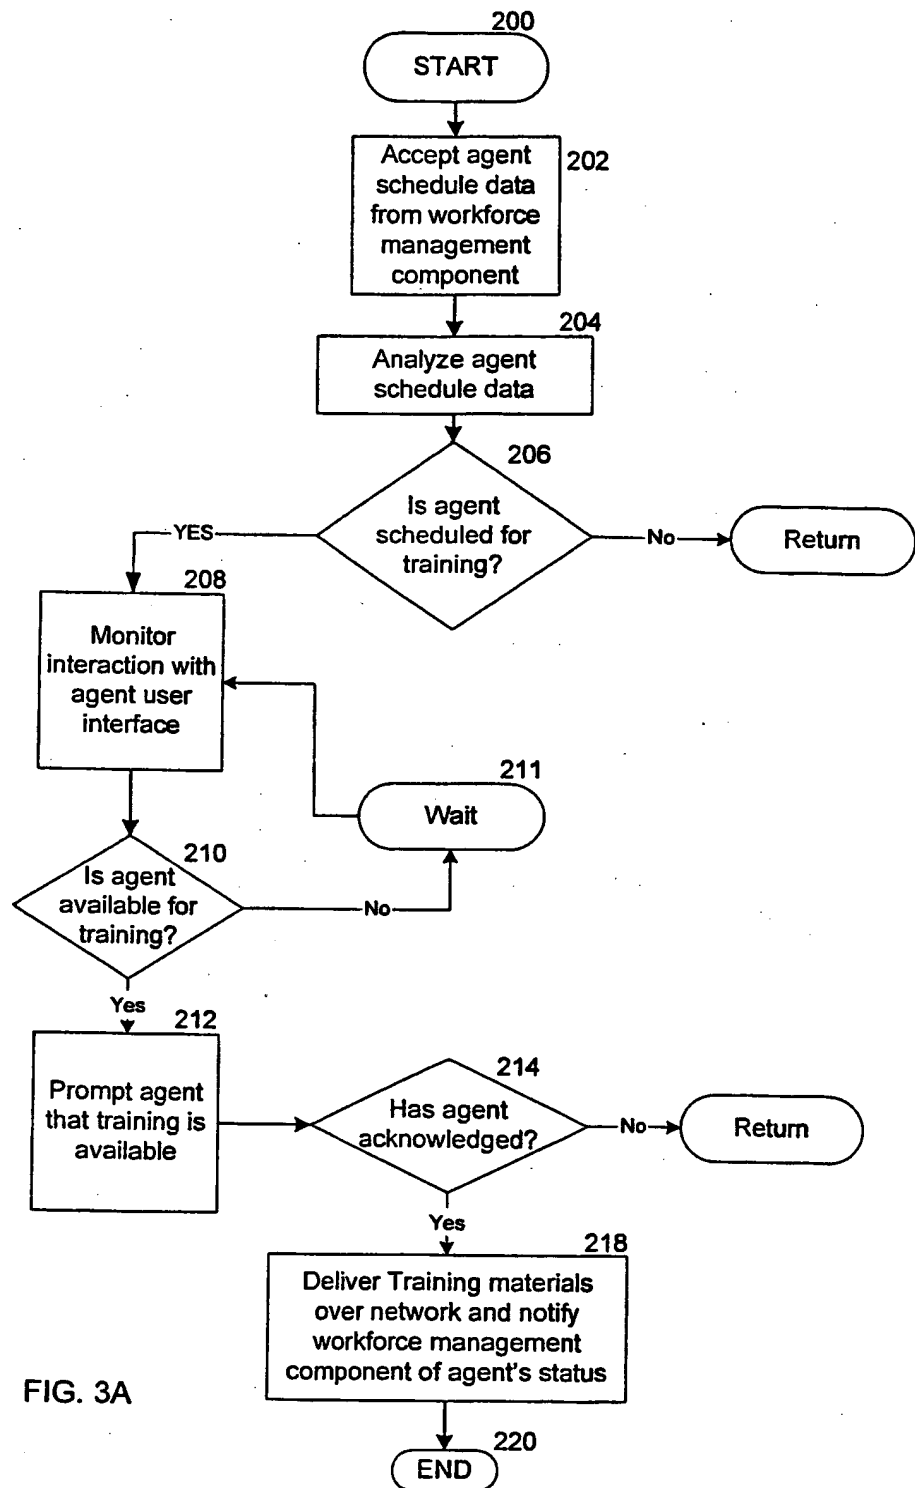 200
START
Accept agent
schedule data
from workforce
management
component
202
204
Analyze agent
schedule data
206
Is agent
scheduled for
training?
YES
No
Return
208
Monitor
interaction with
agent user
interface
211
Wait
210
Is agent
available for
training?
No
Yes
212
Prompt agent
that training is
available
214
Has agent
acknowledged?
No
Return
Yes
218
Deliver Training materials
over network and notify
workforce management
component of agent's status
FIG. 3A
220
END